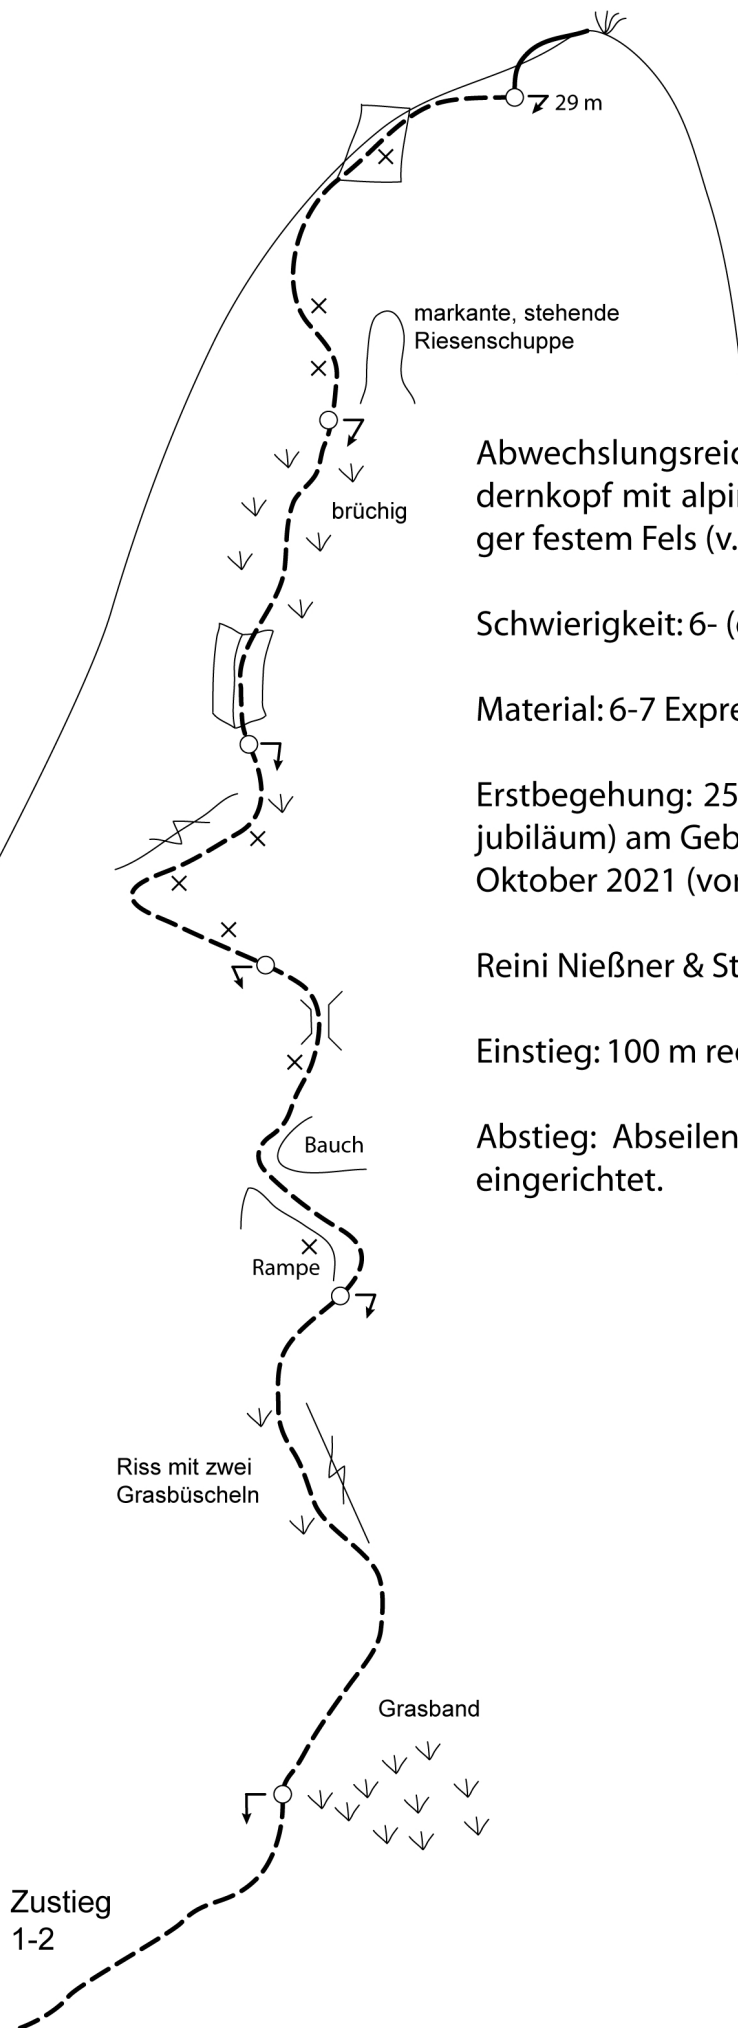 29 m
markante, stehende
Riesenschuppe
brüchig
Abwechslungsreic
dernkopf mit alpi
ger festem Fels (v.
Schwierigkeit: 6- (
Material: 6-7 Expre
Erstbegehung: 25
jubiläum) am Geb
Oktober 2021 (vo
Reini Nießner & St
Einstieg: 100 m re
Abstieg: Abseilen
eingerichtet.
Bauch
Rampe
Riss mit zwei
Grasbüscheln
Grasband
Zustieg
1-2